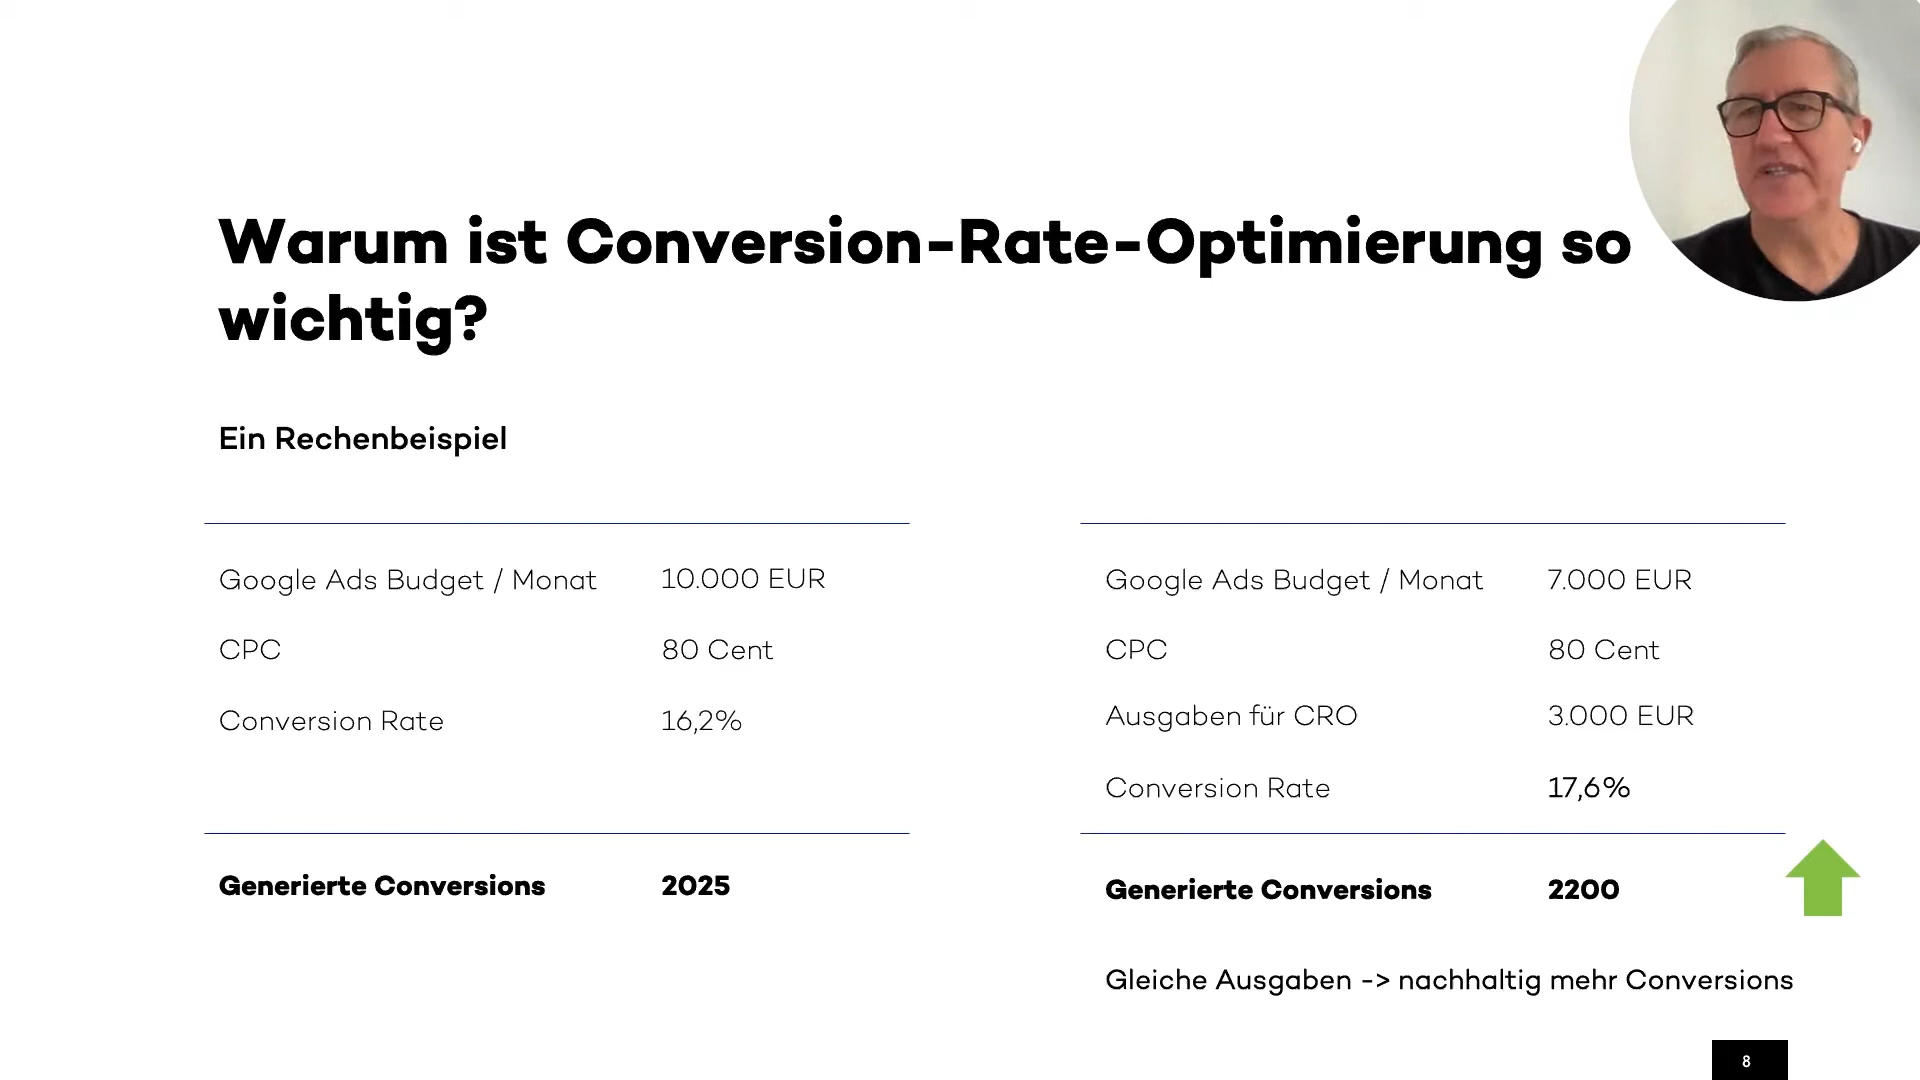 Warum ist Conversion-Rate-Optimierung so
wichtig?
Ein Rechenbeispiel
Google Ads Budget / Monat 10.000 EUR
CPC 80 Cent
Conversion Rate 16,2%
Generierte Conversions 2025
Google Ads Budget / Monat 7.000 EUR
CPC 80 Cent
Ausgaben für CRO 3.000 EUR
Conversion Rate 17,6%
Generierte Conversions 2200
Gleiche Ausgaben -> nachhaltig mehr Conversions
8